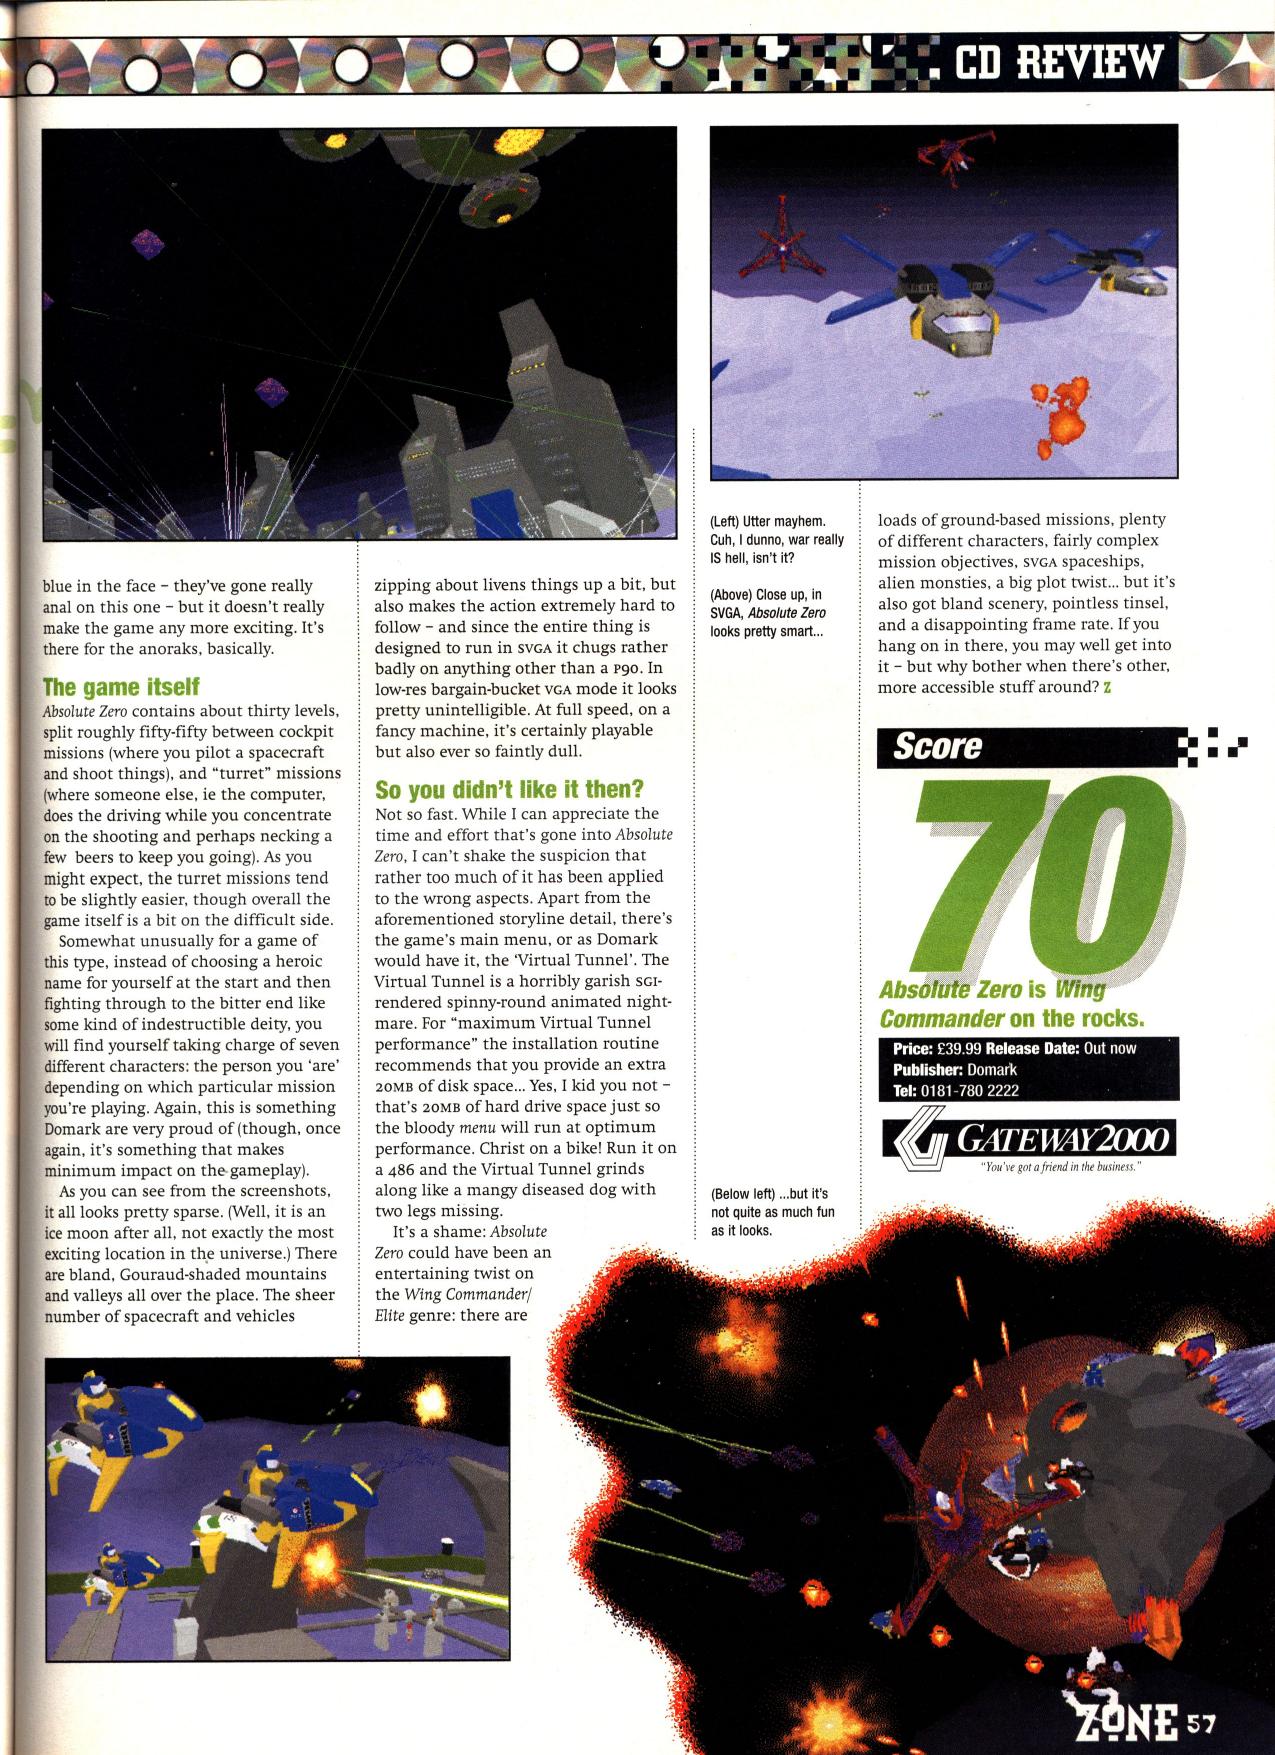 CD REVIEW
blue in the face – they've gone really
anal on this one – but it doesn't really
make the game any more exciting. It's
there for the anoraks, basically.
The game itself
Absolute Zero contains about thirty levels,
split roughly fifty-fifty between cockpit
missions (where you pilot a spacecraft
and shoot things), and “turret” missions
(where someone else, ie the computer,
does the driving while you concentrate
on the shooting and perhaps necking a
few beers to keep you going). As you
might expect, the turret missions tend
to be slightly easier, though overall the
game itself is a bit on the difficult side.
Somewhat unusually for a game of
this type, instead of choosing a heroic
name for yourself at the start and then
fighting through to the bitter end like
some kind of indestructible deity, you
will find yourself taking charge of seven
different characters: the person you ‘are’
depending on which particular mission
you're playing. Again, this is something
Domark are very proud of (though, once
again, it's something that makes
minimum impact on the gameplay).
As you can see from the screenshots,
it all looks pretty sparse. (Well, it is an
ice moon after all, not exactly the most
exciting location in the universe.) There
are bland, Gouraud-shaded mountains
and valleys all over the place. The sheer
number of spacecraft and vehicles
zipping about livens things up a bit, but
also makes the action extremely hard to
follow – and since the entire thing is
designed to run in SVGA it chugs rather
badly on anything other than a P90. In
low-res bargain-bucket VGA mode it looks
pretty unintelligible. At full speed, on a
fancy machine, it's certainly playable
but also ever so faintly dull.
So you didn't like it then?
Not so fast. While I can appreciate the
time and effort that's gone into Absolute
Zero, I can't shake the suspicion that
rather too much of it has been applied
to the wrong aspects. Apart from the
aforementioned storyline detail, there's
the game's main menu, or as Domark
would have it, the ‘Virtual Tunnel’. The
Virtual Tunnel is a horribly garish SGI-
rendered spinny-round animated night-
mare. For “maximum Virtual Tunnel
performance” the installation routine
recommends that you provide an extra
20MB of disk space... Yes, I kid you not –
that's 20MB of hard drive space just so
the bloody menu will run at optimum
performance. Christ on a bike! Run it on
a 486 and the Virtual Tunnel grinds
along like a mangy diseased dog with
two legs missing.
It's a shame: Absolute
Zero could have been an
entertaining twist on
the Wing Commander/
Elite genre: there are
(Left) Utter mayhem.
Cuh, I dunno, war really
IS hell, isn't it?
(Above) Close up, in
SVGA, Absolute Zero
looks pretty smart...
(Below left) ...but it's
not quite as much fun
as it looks.
loads of ground-based missions, plenty
of different characters, fairly complex
mission objectives, SVGA spaceships,
alien monsties, a big plot twist... but it's
also got bland scenery, pointless tinsel,
and a disappointing frame rate. If you
hang on in there, you may well get into
it – but why bother when there's other,
more accessible stuff around? Z
Score
70
Absolute Zero is Wing
Commander on the rocks.
Price: £39.99 Release Date: Out now
Publisher: Domark
Tel: 0181-780 2222
GATEWAY2000
“You've got a friend in the business.”
ZONE 57